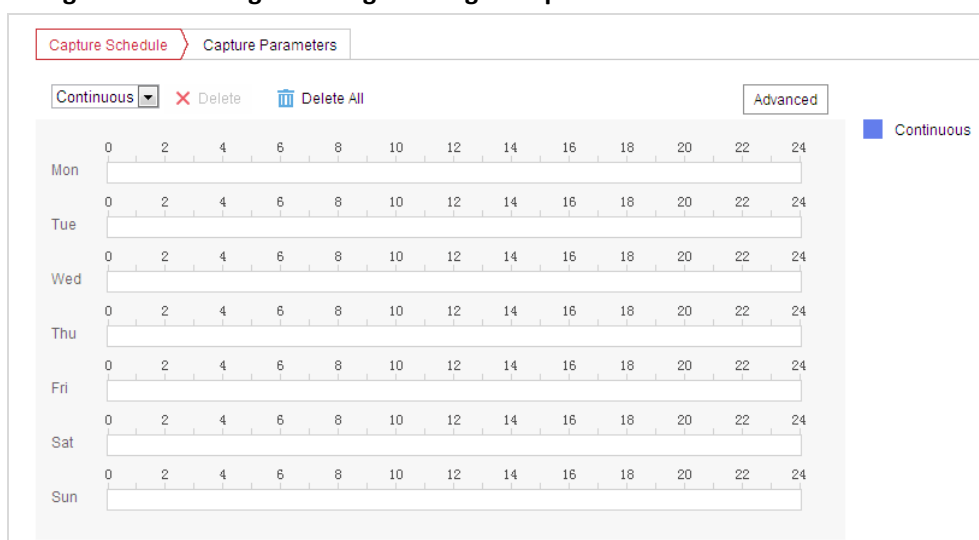 Capture Schedule Capture Parameters
Continuous Delete Delete All Advanced
Continuous
0 2 4 6 8 10 12 14 16 18 20 22 24
Mon
0 2 4 6 8 10 12 14 16 18 20 22 24
Tue
0 2 4 6 8 10 12 14 16 18 20 22 24
Wed
0 2 4 6 8 10 12 14 16 18 20 22 24
Thu
0 2 4 6 8 10 12 14 16 18 20 22 24
Fri
0 2 4 6 8 10 12 14 16 18 20 22 24
Sat
0 2 4 6 8 10 12 14 16 18 20 22 24
Sun